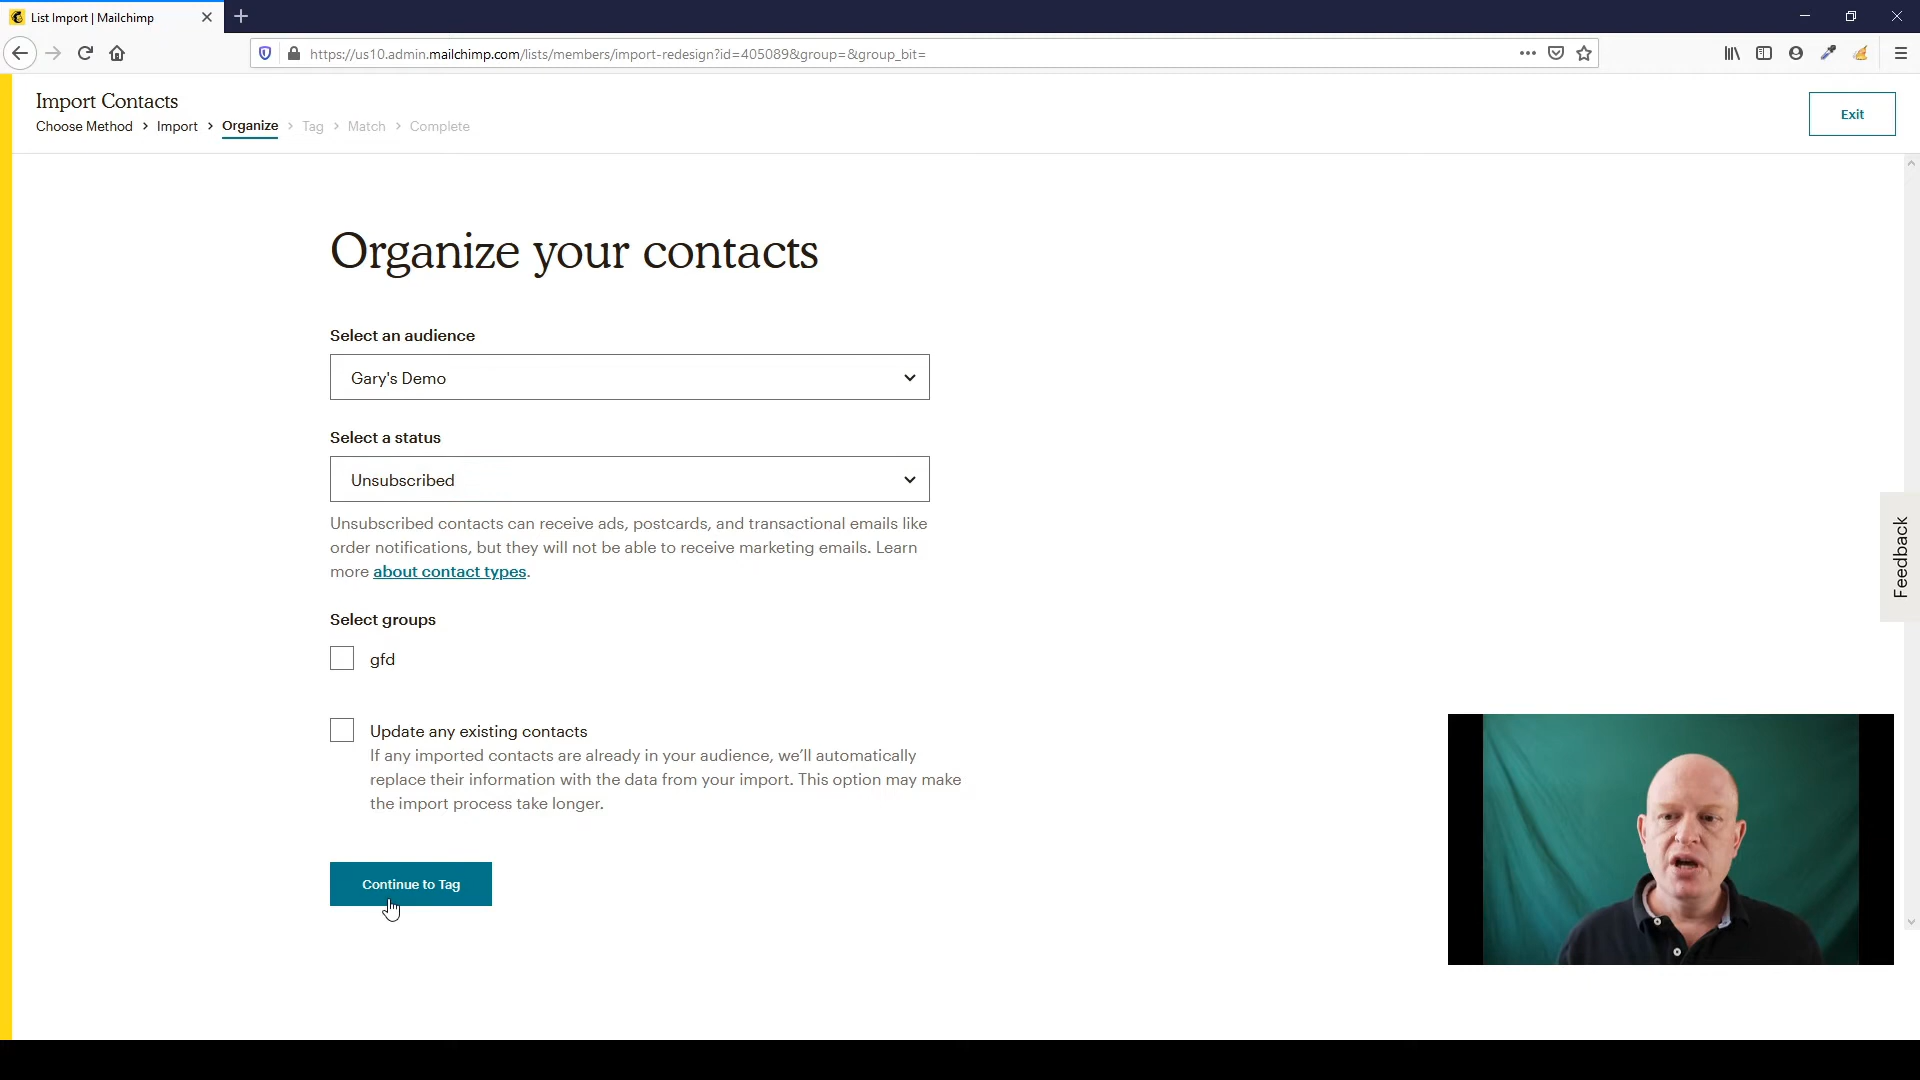 List Import | Mailchimp
https://us10.admin.mailchimp.com/lists/members/import-redesign?id=405089&group=&group_bit=
Import Contacts
Choose Method > Import > Organize > Tag > Match > Complete
Exit
Organize your contacts
Select an audience
Gary's Demo
Select a status
Unsubscribed
Unsubscribed contacts can receive ads, postcards, and transactional emails like
order notifications, but they will not be able to receive marketing emails. Learn
more about contact types.
Feedback
Select groups
gfd
Update any existing contacts
If any imported contacts are already in your audience, we’ll automatically
replace their information with the data from your import. This option may make
the import process take longer.
Continue to Tag